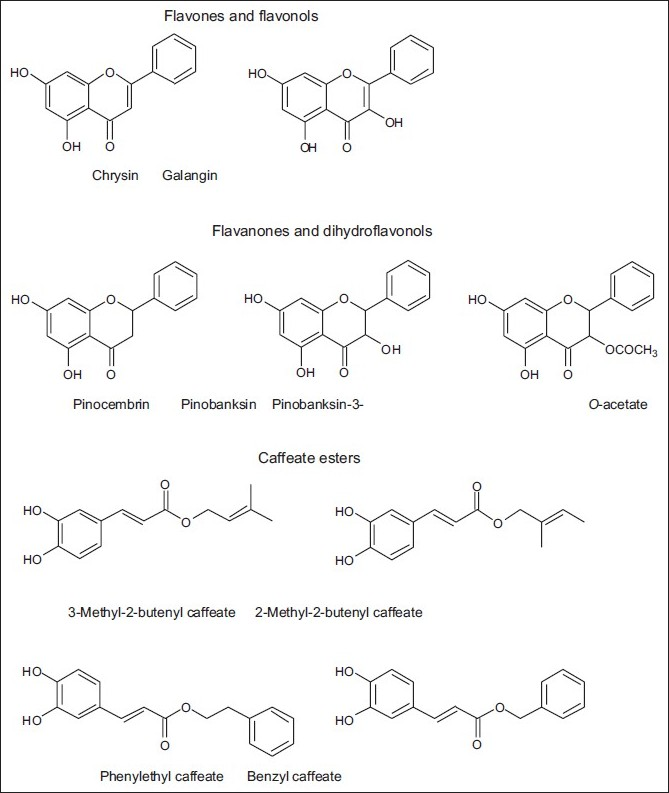 Flavones and flavonols
HO O
OH O OH
HO O
OH O
Chrysin Galangin
Flavanones and dihydroflavonols
HO O HO O HO O
OH O OH O OH OH O OCOCH3
Pinocembrin Pinobanksin Pinobanksin-3- O-acetate
Caffeate esters
O O
HO O HO O
HO HO
3-Methyl-2-butenyl caffeate 2-Methyl-2-butenyl caffeate
HO HO
HO O HO O
O O
Phenylethyl caffeate Benzyl caffeate